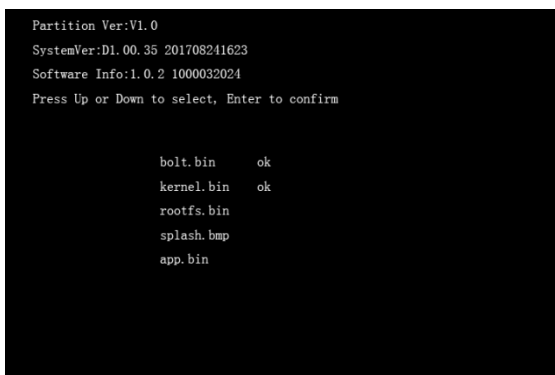 Partition Ver:V1.0
SystemVer:D1.00.35 201708241623
Software Info:1.0.2 1000032024
Press Up or Down to select, Enter to confirm
bolt.bin ok
kernel.bin ok
rootfs.bin
splash.bmp
app.bin